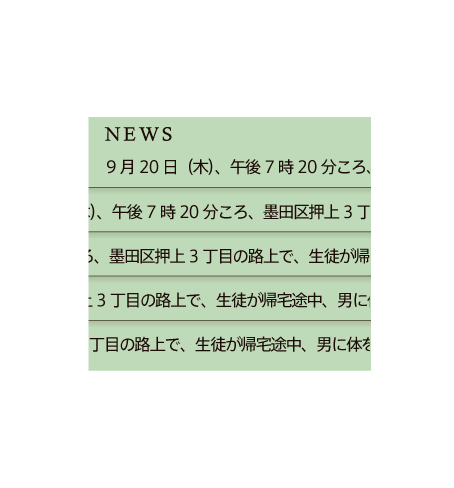 NEWS
9月20日（木）、午後7時20分ころ、
）、午後7時20分ころ、墨田区押上3丁
、墨田区押上3丁目の路上で、生徒が帰
上3丁目の路上で、生徒が帰宅途中、男に
丁目の路上で、生徒が帰宅途中、男に体を